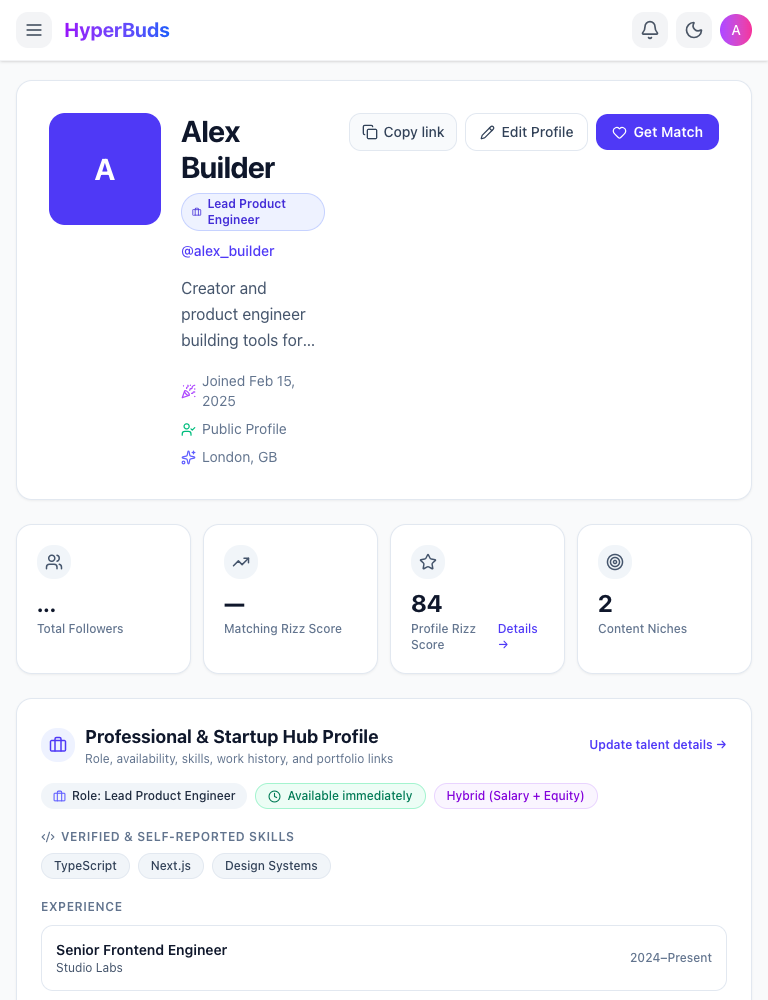 HyperBuds
A
A
Alex
Builder
Copy link
Edit Profile
Get Match
Lead Product
Engineer
@alex_builder
Creator and
product engineer
building tools for...
Joined Feb 15,
2025
Public Profile
London, GB
...
Total Followers
—
Matching Rizz Score
84
Profile Rizz
Score
Details
→
2
Content Niches
Professional & Startup Hub Profile
Role, availability, skills, work history, and portfolio links
Update talent details →
Role: Lead Product Engineer
Available immediately
Hybrid (Salary + Equity)
VERIFIED & SELF-REPORTED SKILLS
TypeScript
Next.js
Design Systems
EXPERIENCE
Senior Frontend Engineer
Studio Labs
2024–Present